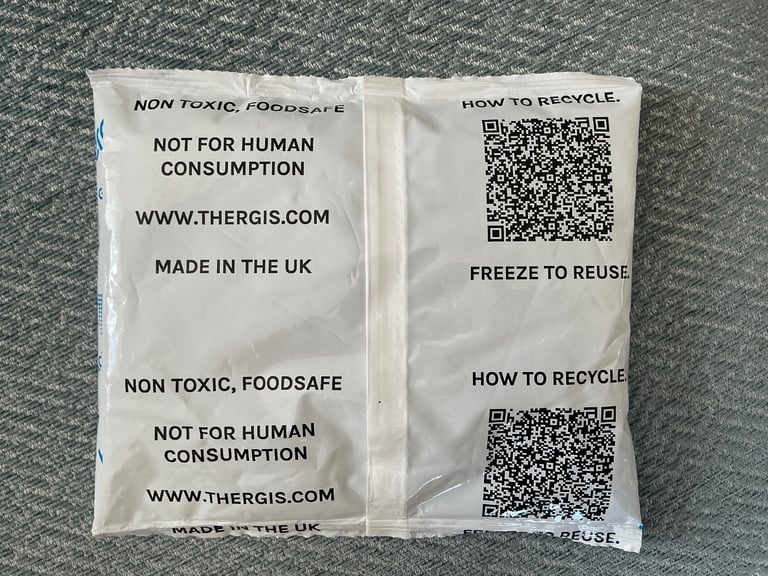 NON TOXIC, FOODSAFE
NOT FOR HUMAN
CONSUMPTION
WWW.THERGIS.COM
MADE IN THE UK
NON TOXIC, FOODSAFE
NOT FOR HUMAN
CONSUMPTION
WWW.THERGIS.COM
MADE IN THE UK
HOW TO RECYCLE.
FREEZE TO REUSE.
HOW TO RECYCLE.
FREEZE TO REUSE.